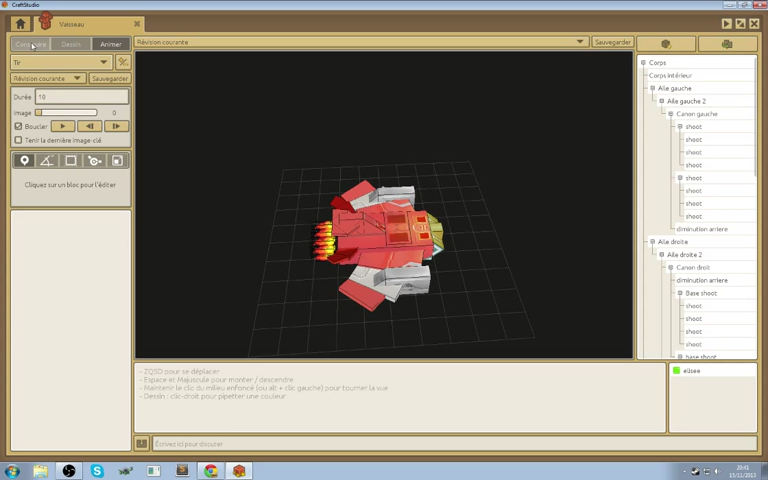 CraftStudio
Vaisseau
Construire Dessin Animer
Révision courante
Sauvegarder
Tir
Révision courante Sauvegarder
Durée 10
Image 0
Boucler
Tenir la dernière image-clé
Cliquez sur un bloc pour l'éditer
Corps
Corps intérieur
Aile gauche
Aile gauche 2
Canon gauche
shoot
shoot
shoot
shoot
shoot
shoot
shoot
shoot
diminution arriere
Aile droite
Aile droite 2
Canon droit
diminution arriere
Base shoot
shoot
shoot
shoot
shoot
base shoot
- ZQSD pour se déplacer
- Espace et Majuscule pour monter / descendre
- Maintenir le clic du milieu enfoncé (ou alt + clic gauche) pour tourner la vue
- Dessin : clic-droit pour pipetter une couleur
elisee
Écrivez ici pour discuter
20:41
15/11/2013